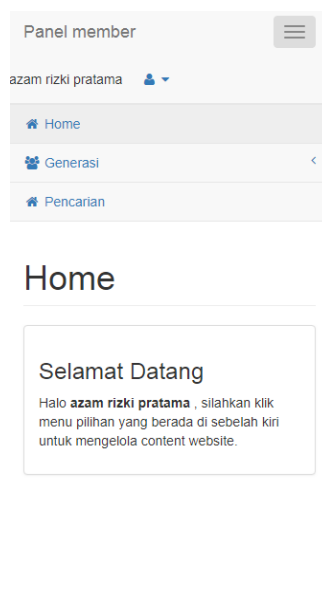 Panel member
azam rizki pratama
Home
Generasi
Pencarian
Home
Selamat Datang
Halo azam rizki pratama , silahkan klik
menu pilihan yang berada di sebelah kiri
untuk mengelola content website.